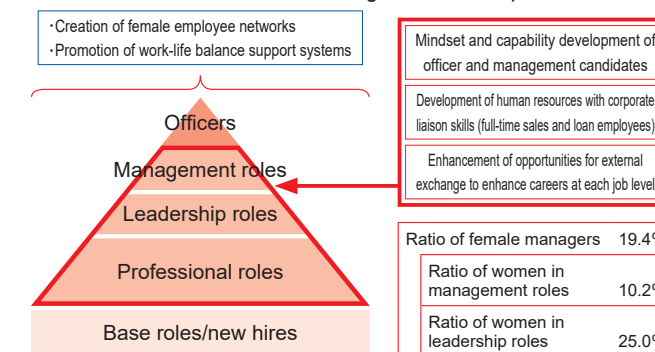 ·Creation of female employee networks
·Promotion of work-life balance support systems
Officers
Management roles
Leadership roles
Professional roles
Base roles/new hires
Mindset and capability development of
officer and management candidates
Development of human resources with corporate
liaison skills (full-time sales and loan employees)
Enhancement of opportunities for external
exchange to enhance careers at each job level
Ratio of female managers 19.4%
Ratio of women in
management roles 10.2%
Ratio of women in
leadership roles 25.0%